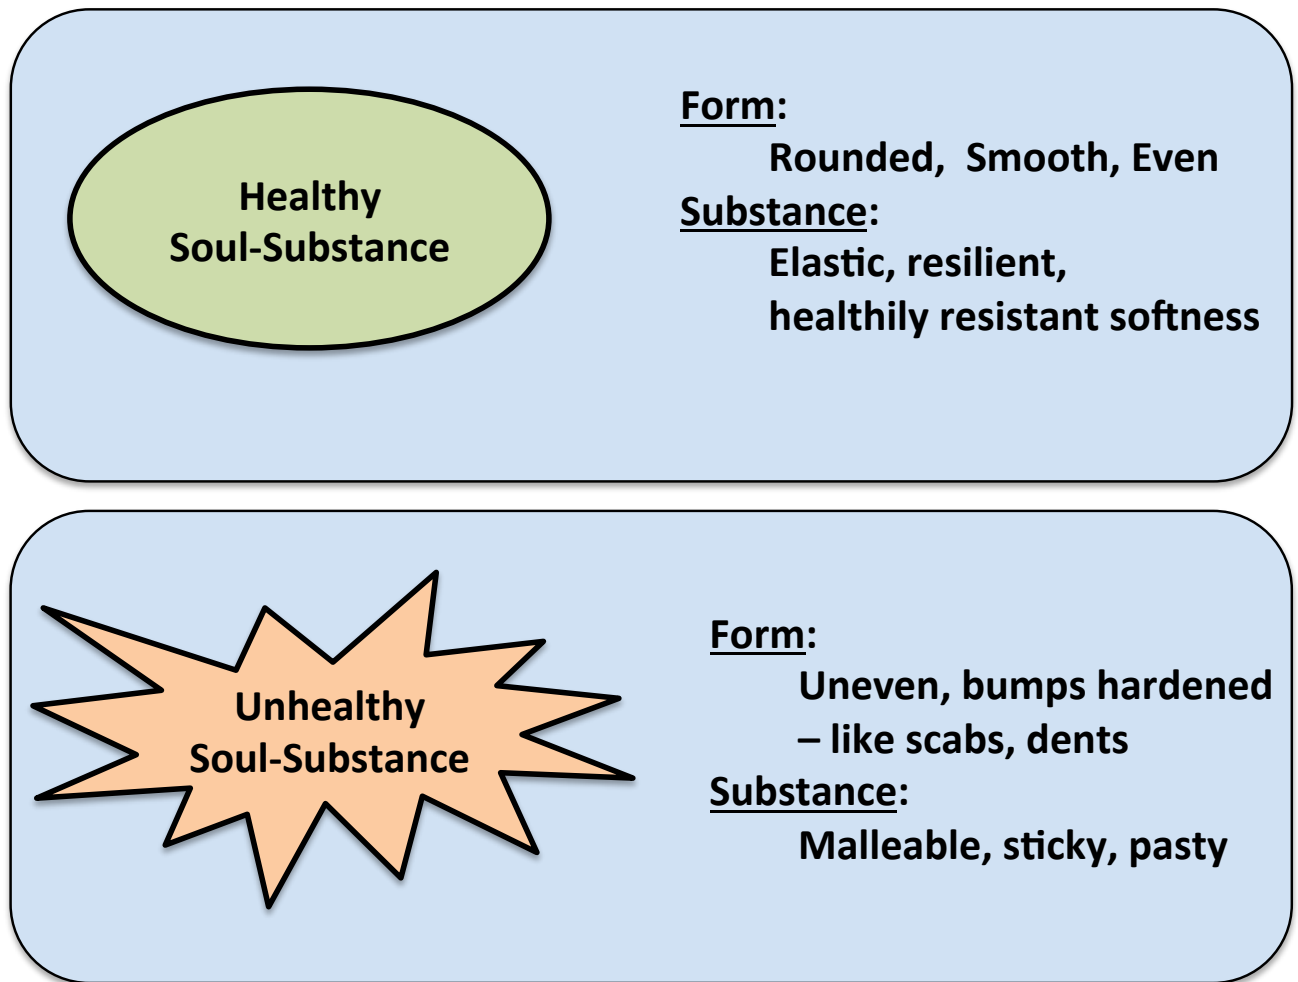 Healthy
Soul-Substance
Form:
Rounded,  Smooth, Even
Substance:
Elastic, resilient,
healthily resistant softness
Unhealthy
Soul-Substance
Form:
Uneven, bumps hardened
– like scabs, dents
Substance:
Malleable, sticky, pasty